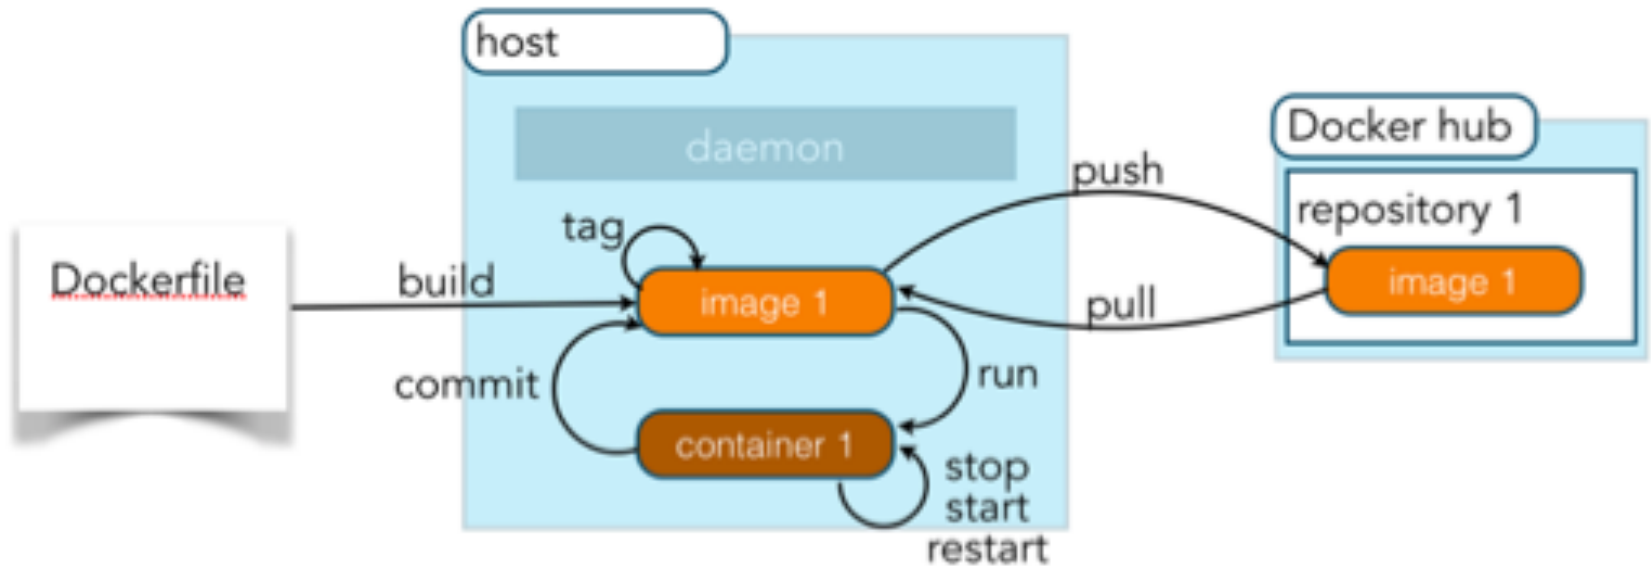 host
Docker hub
daemon
push
repository 1
tag
Dockerfile
build
image 1
image 1
pull
commit
run
container 1
stop
start
restart